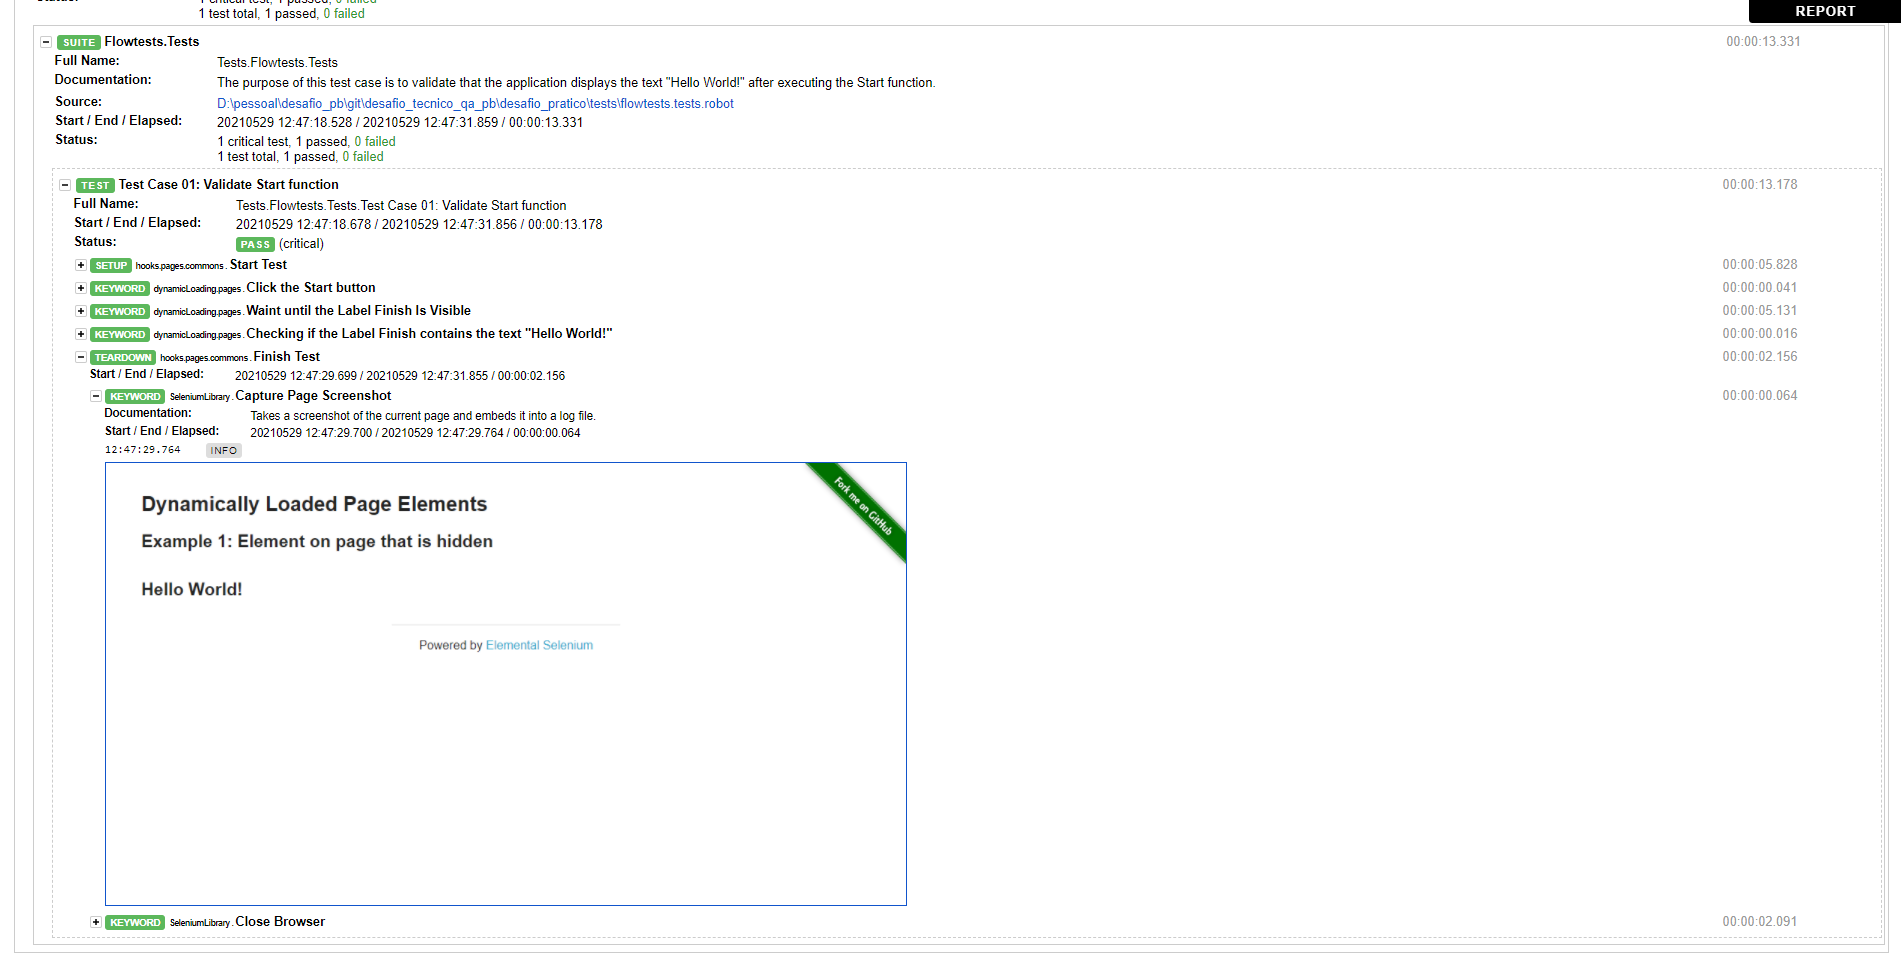 Status:
1 critical test, 1 passed, 0 failed
1 test total, 1 passed, 0 failed
REPORT
SUITE Flowtests.Tests 00:00:13.331
Full Name: Tests.Flowtests.Tests
Documentation: The purpose of this test case is to validate that the application displays the text "Hello World!" after executing the Start function.
Source: D:\pessoal\desafio_pb\git\desafio_tecnico_qa_pb\desafio_pratico\tests\flowtests.tests.robot
Start / End / Elapsed: 20210529 12:47:18.528 / 20210529 12:47:31.859 / 00:00:13.331
Status: 1 critical test, 1 passed, 0 failed
1 test total, 1 passed, 0 failed
TEST Test Case 01: Validate Start function 00:00:13.178
Full Name: Tests.Flowtests.Tests.Test Case 01: Validate Start function
Start / End / Elapsed: 20210529 12:47:18.678 / 20210529 12:47:31.856 / 00:00:13.178
Status: PASS (critical)
SETUP hooks.pages.commons . Start Test 00:00:05.828
KEYWORD dynamicLoading.pages . Click the Start button 00:00:00.041
KEYWORD dynamicLoading.pages . Waint until the Label Finish Is Visible 00:00:05.131
KEYWORD dynamicLoading.pages . Checking if the Label Finish contains the text "Hello World!" 00:00:00.016
TEARDOWN hooks.pages.commons . Finish Test 00:00:02.156
Start / End / Elapsed: 20210529 12:47:29.699 / 20210529 12:47:31.855 / 00:00:02.156
KEYWORD SeleniumLibrary . Capture Page Screenshot 00:00:00.064
Documentation: Takes a screenshot of the current page and embeds it into a log file.
Start / End / Elapsed: 20210529 12:47:29.700 / 20210529 12:47:29.764 / 00:00:00.064
12:47:29.764 INFO
Fork me on GitHub
Dynamically Loaded Page Elements
Example 1: Element on page that is hidden
Hello World!
Powered by Elemental Selenium
KEYWORD SeleniumLibrary . Close Browser 00:00:02.091